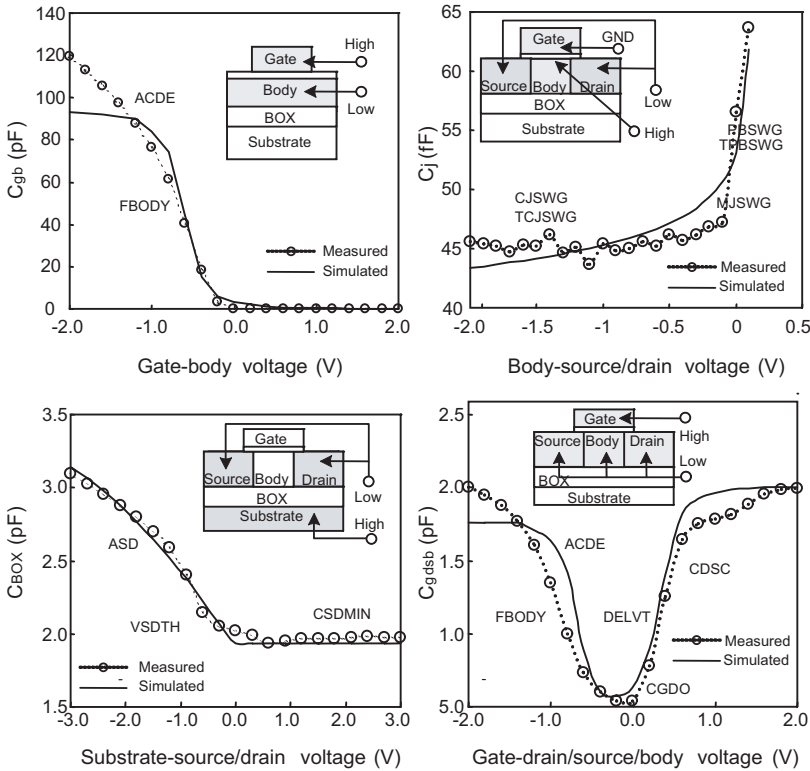 140
120
100
80
60
40
20
0
Cgb (pF)
ACDE
FBODY
Gate
Body
BOX
Substrate
High
Low
Measured
Simulated
-2.0 -1.0 0.0 1.0 2.0
Gate-body voltage (V)
65
60
55
50
45
40
Cj (fF)
GND
Gate
Source Body Drain
BOX
Substrate
Low
High
PBSWG
TPBSWG
CJSWG
TCJSWG
MJSWG
Measured
Simulated
-2.0 -1.5 -1 -0.5 0 0.5
Body-source/drain voltage (V)
3.5
3.0
2.5
2.0
1.5
CBOX (pF)
Gate
Source Body Drain
BOX
Substrate
Low
High
ASD
VSDTH
CSDMIN
Measured
Simulated
-3.0 -2.0 -1.0 0.0 1.0 2.0 3.0
Substrate-source/drain voltage (V)
2.5
2.0
1.5
1.0
5.0
Cgdsb (pF)
Gate
Source Body Drain
BOX
Substrate
High
Low
ACDE
CDSC
FBODY
DELVT
CGDO
Measured
Simulated
-2.0 -1.0 0.0 1.0 2.0
Gate-drain/source/body voltage (V)